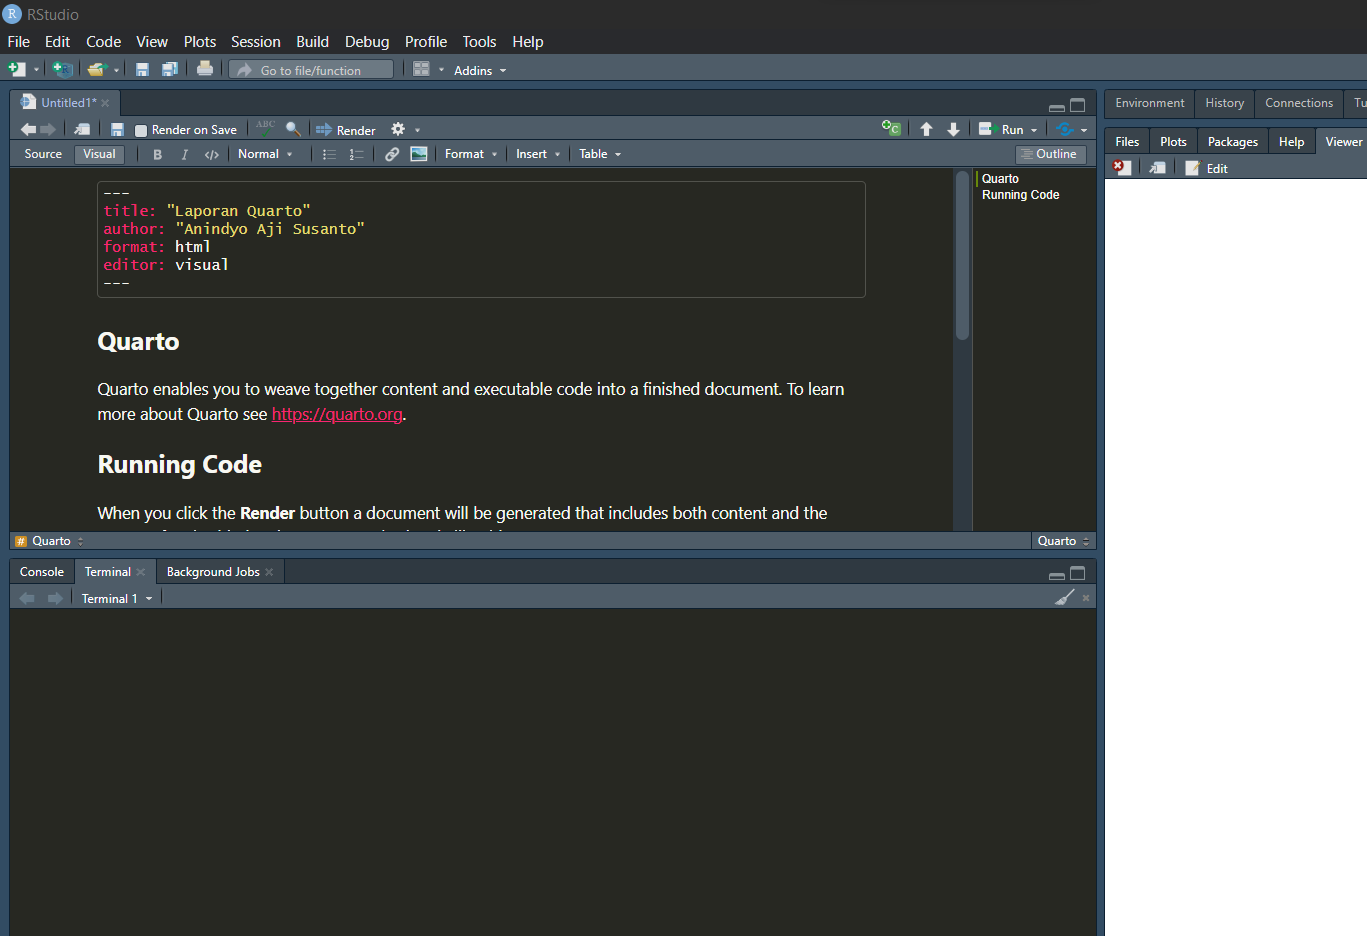 RStudio
File Edit Code View Plots Session Build Debug Profile Tools Help
Go to file/function Addins
Untitled1*
Render on Save ABC Render Run
Source Visual B I </> Normal Format Insert Table Outline
---
title: "Laporan Quarto"
author: "Anindyo Aji Susanto"
format: html
editor: visual
---
Quarto
Quarto enables you to weave together content and executable code into a finished document. To learn
more about Quarto see https://quarto.org.
Running Code
When you click the Render button a document will be generated that includes both content and the
Quarto
Running Code
# Quarto Quarto
Console Terminal Background Jobs
Terminal 1
Environment History Connections Tu
Files Plots Packages Help Viewer
Edit